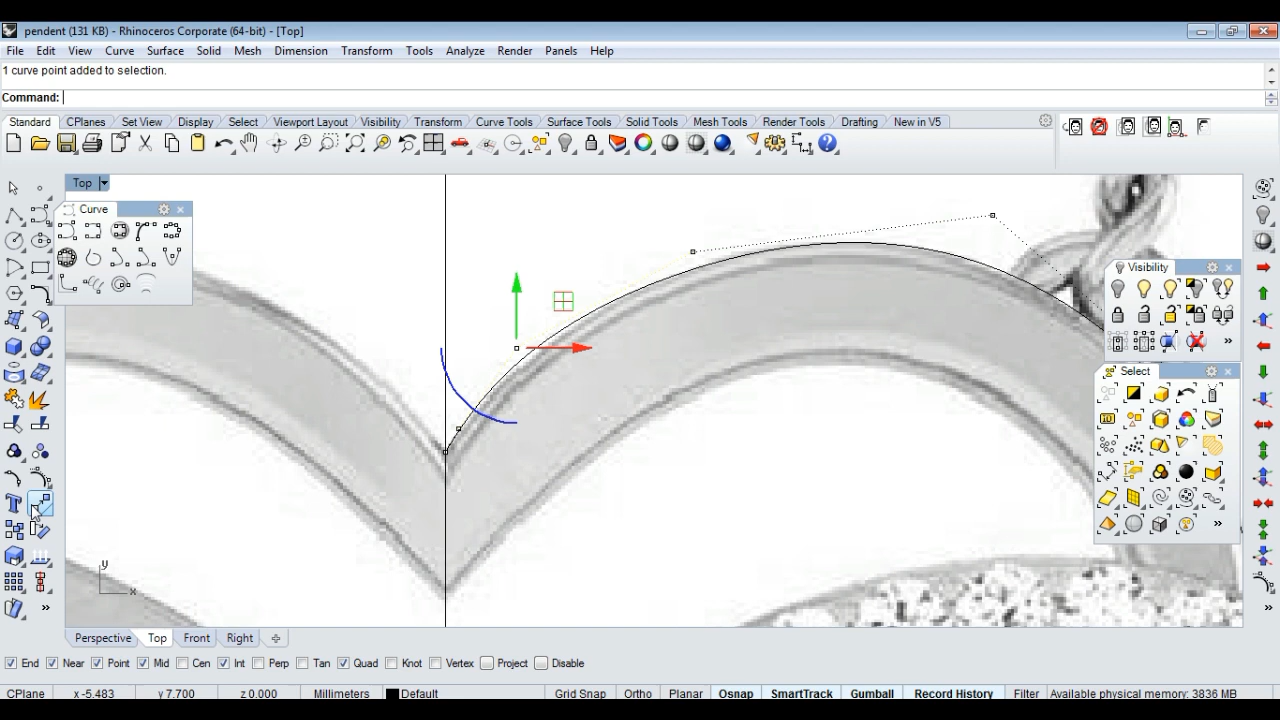 pendent (131 KB) - Rhinoceros Corporate (64-bit) - [Top]
File Edit View Curve Surface Solid Mesh Dimension Transform Tools Analyze Render Panels Help
1 curve point added to selection.
Command:
Standard CPlanes Set View Display Select Viewport Layout Visibility Transform Curve Tools Surface Tools Solid Tools Mesh Tools Render Tools Drafting New in V5
Top
Curve
Visibility
Select
y
x
Perspective Top Front Right
End Near Point Mid Cen Int Perp Tan Quad Knot Vertex Project Disable
CPlane x -5.483 y 7.700 z 0.000 Millimeters Default Grid Snap Ortho Planar Osnap SmartTrack Gumball Record History Filter Available physical memory: 3836 MB